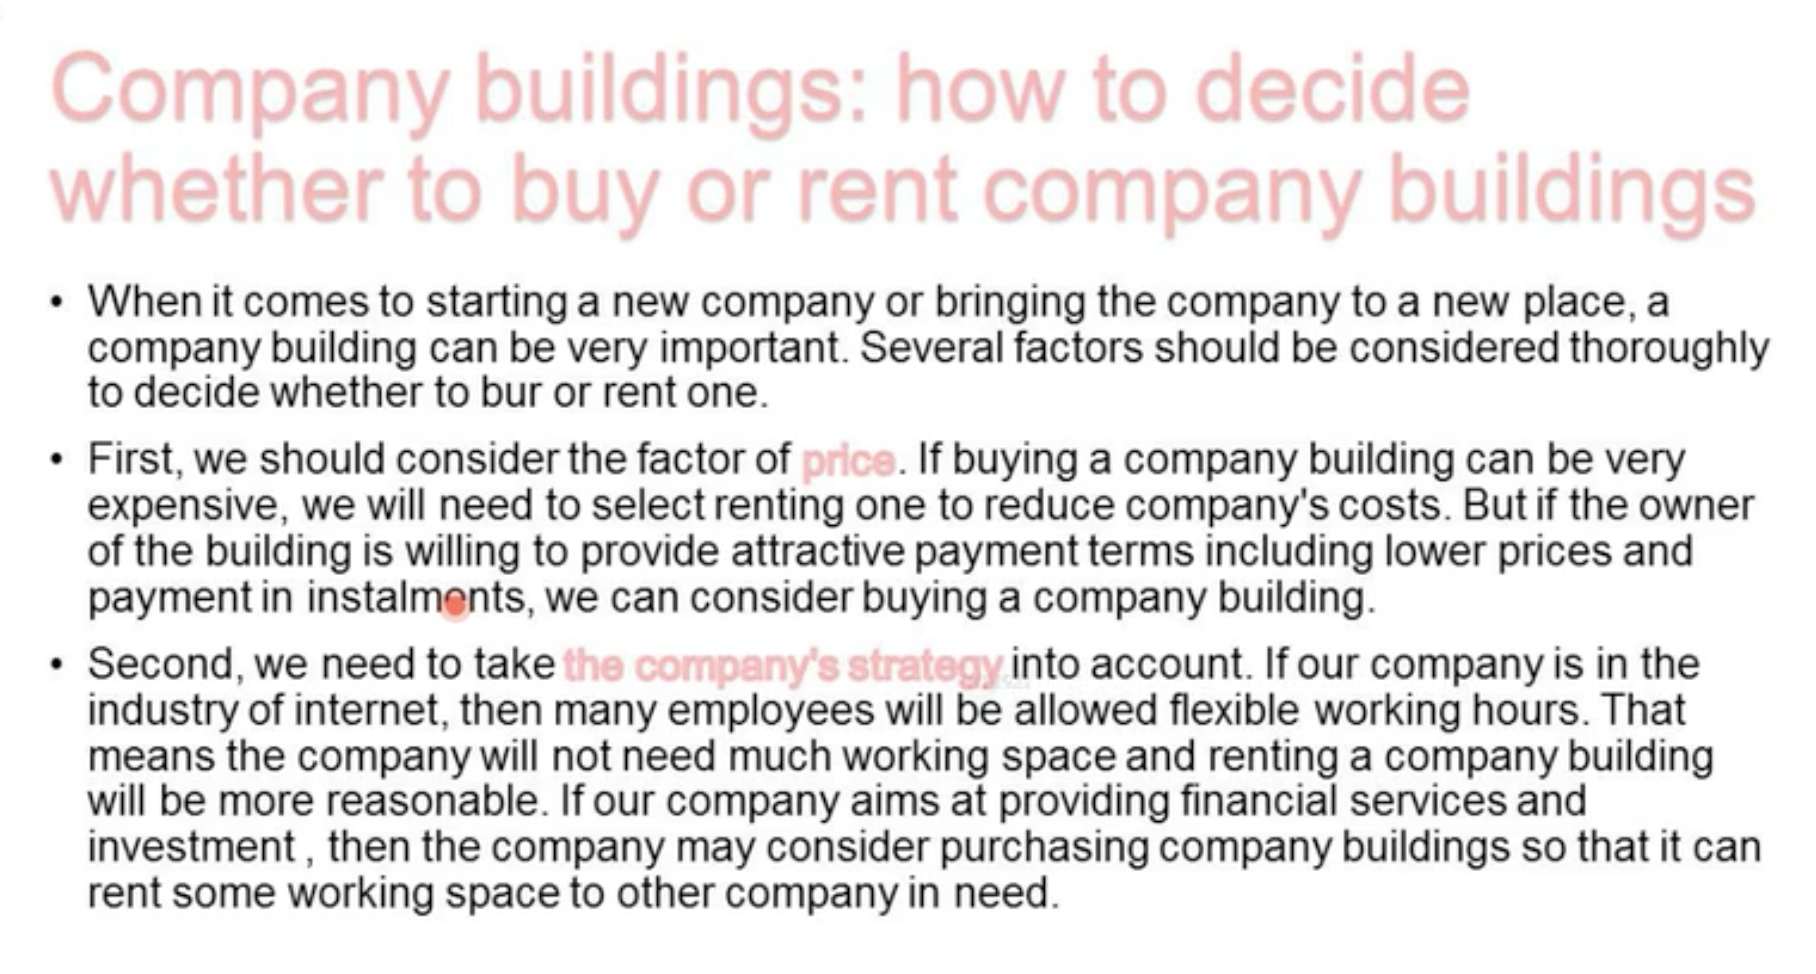 Company buildings: how to decide
whether to buy or rent company buildings
• When it comes to starting a new company or bringing the company to a new place, a
company building can be very important. Several factors should be considered thoroughly
to decide whether to bur or rent one.
• First, we should consider the factor of price. If buying a company building can be very
expensive, we will need to select renting one to reduce company's costs. But if the owner
of the building is willing to provide attractive payment terms including lower prices and
payment in instalments, we can consider buying a company building.
• Second, we need to take the company's strategy into account. If our company is in the
industry of internet, then many employees will be allowed flexible working hours. That
means the company will not need much working space and renting a company building
will be more reasonable. If our company aims at providing financial services and
investment , then the company may consider purchasing company buildings so that it can
rent some working space to other company in need.